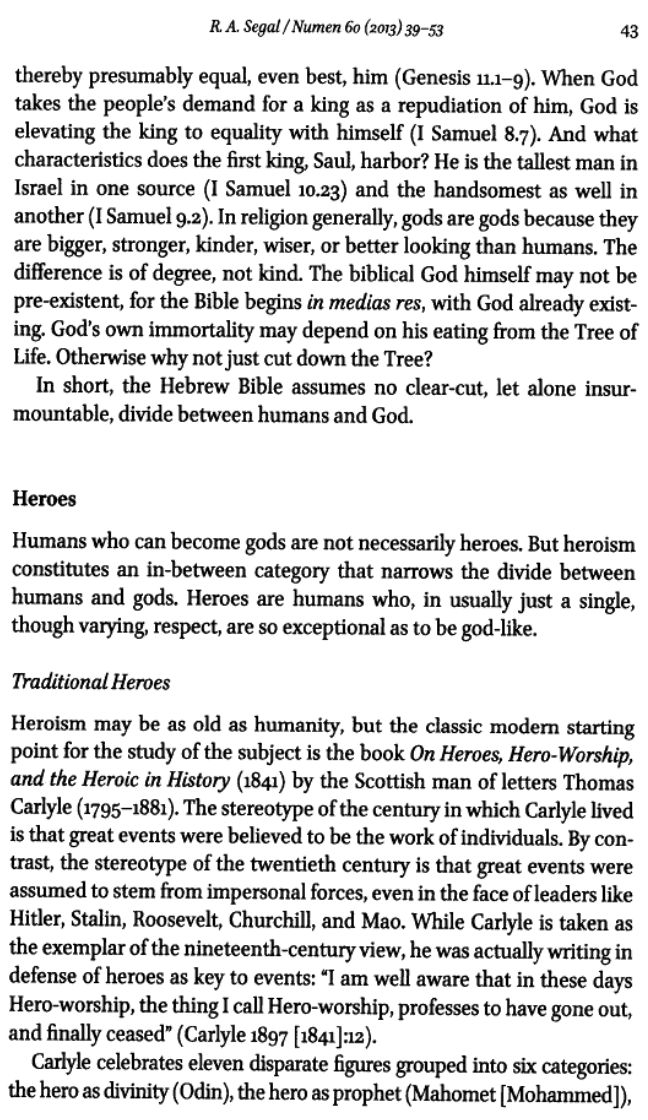 R. A. Segal / Numen 60 (2013) 39–53 43
thereby presumably equal, even best, him (Genesis 11.1–9). When God
takes the people's demand for a king as a repudiation of him, God is
elevating the king to equality with himself (I Samuel 8.7). And what
characteristics does the first king, Saul, harbor? He is the tallest man in
Israel in one source (I Samuel 10.23) and the handsomest as well in
another (I Samuel 9.2). In religion generally, gods are gods because they
are bigger, stronger, kinder, wiser, or better looking than humans. The
difference is of degree, not kind. The biblical God himself may not be
pre-existent, for the Bible begins in medias res, with God already exist-
ing. God's own immortality may depend on his eating from the Tree of
Life. Otherwise why not just cut down the Tree?
In short, the Hebrew Bible assumes no clear-cut, let alone insur-
mountable, divide between humans and God.
Heroes
Humans who can become gods are not necessarily heroes. But heroism
constitutes an in-between category that narrows the divide between
humans and gods. Heroes are humans who, in usually just a single,
though varying, respect, are so exceptional as to be god-like.
Traditional Heroes
Heroism may be as old as humanity, but the classic modern starting
point for the study of the subject is the book On Heroes, Hero-Worship,
and the Heroic in History (1841) by the Scottish man of letters Thomas
Carlyle (1795–1881). The stereotype of the century in which Carlyle lived
is that great events were believed to be the work of individuals. By con-
trast, the stereotype of the twentieth century is that great events were
assumed to stem from impersonal forces, even in the face of leaders like
Hitler, Stalin, Roosevelt, Churchill, and Mao. While Carlyle is taken as
the exemplar of the nineteenth-century view, he was actually writing in
defense of heroes as key to events: "I am well aware that in these days
Hero-worship, the thing I call Hero-worship, professes to have gone out,
and finally ceased" (Carlyle 1897 [1841]:12).
Carlyle celebrates eleven disparate figures grouped into six categories:
the hero as divinity (Odin), the hero as prophet (Mahomet [Mohammed]),